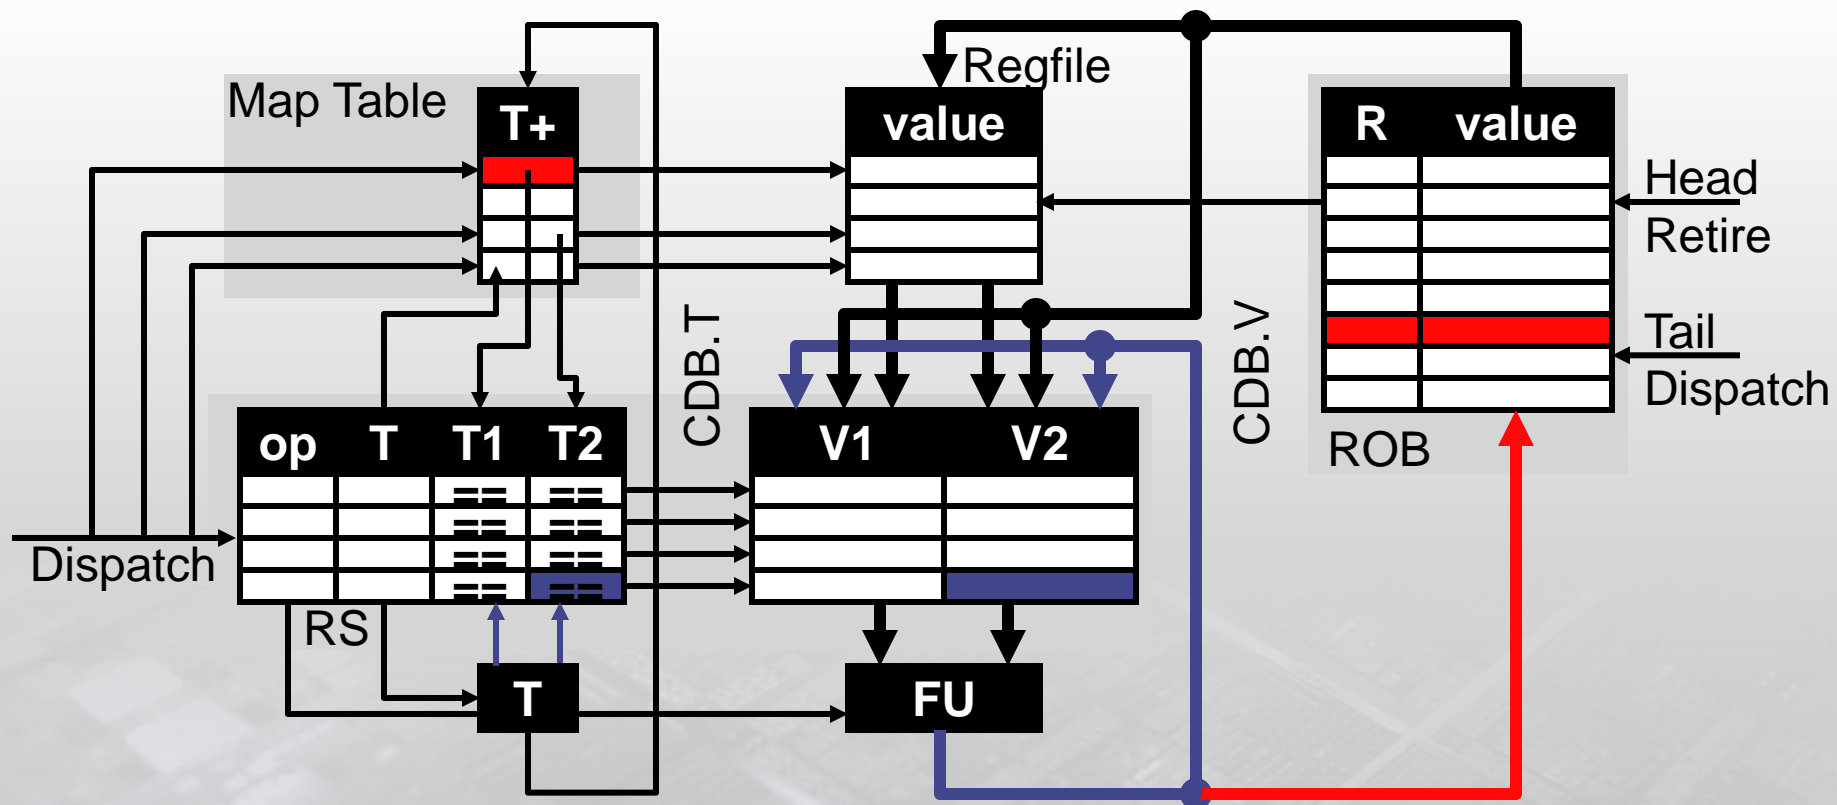 Regfile
Map Table
T+
value
R value
Head
Retire
CDB.T
CDB.V
Tail
Dispatch
op T T1 T2
V1 V2
ROB
== ==
== ==
== ==
== ==
Dispatch
RS
T
FU